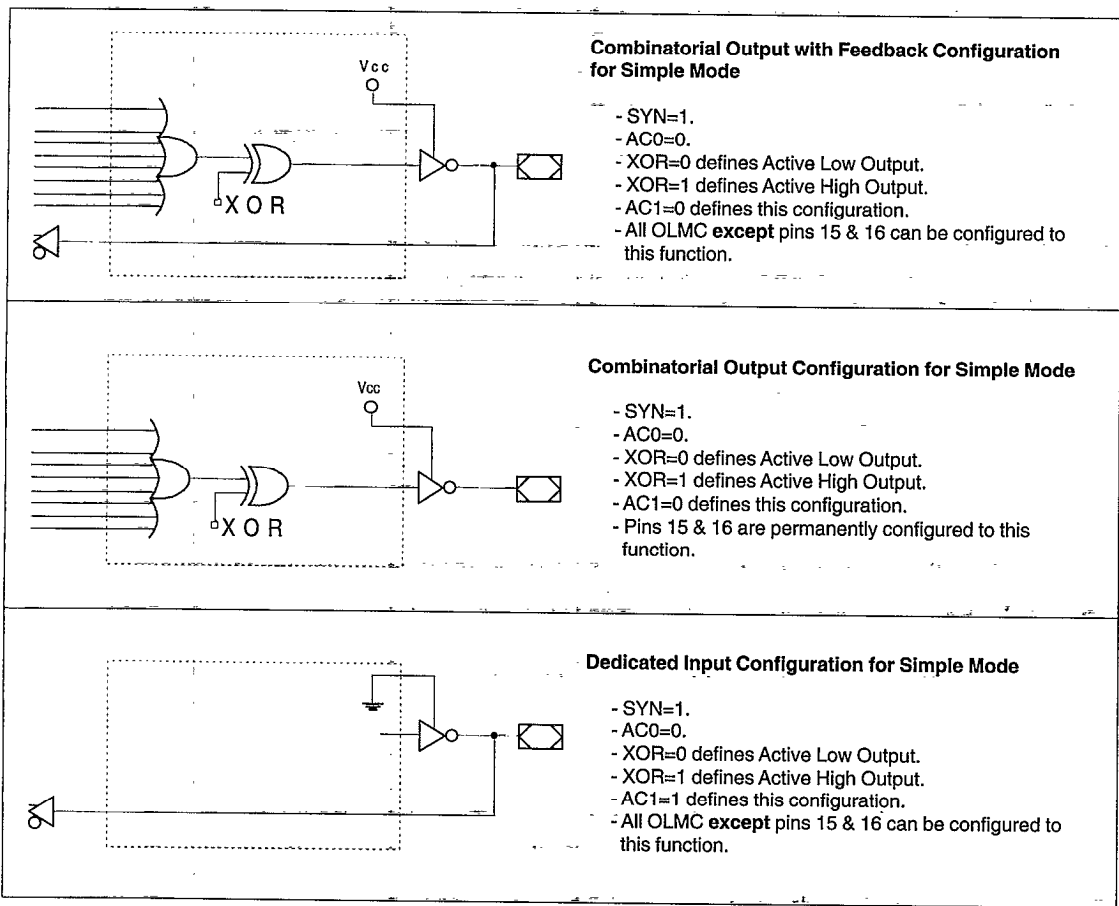 Combinatorial Output with Feedback Configuration
for Simple Mode
Vcc
- SYN=1.
- AC0=0.
- XOR=0 defines Active Low Output.
- XOR=1 defines Active High Output.
- AC1=0 defines this configuration.
- All OLMC except pins 15 & 16 can be configured to
this function.
X O R
Combinatorial Output Configuration for Simple Mode
Vcc
- SYN=1.
- AC0=0.
- XOR=0 defines Active Low Output.
- XOR=1 defines Active High Output.
- AC1=0 defines this configuration.
- Pins 15 & 16 are permanently configured to this
function.
X O R
Dedicated Input Configuration for Simple Mode
- SYN=1.
- AC0=0.
- XOR=0 defines Active Low Output.
- XOR=1 defines Active High Output.
- AC1=1 defines this configuration.
- All OLMC except pins 15 & 16 can be configured to
this function.